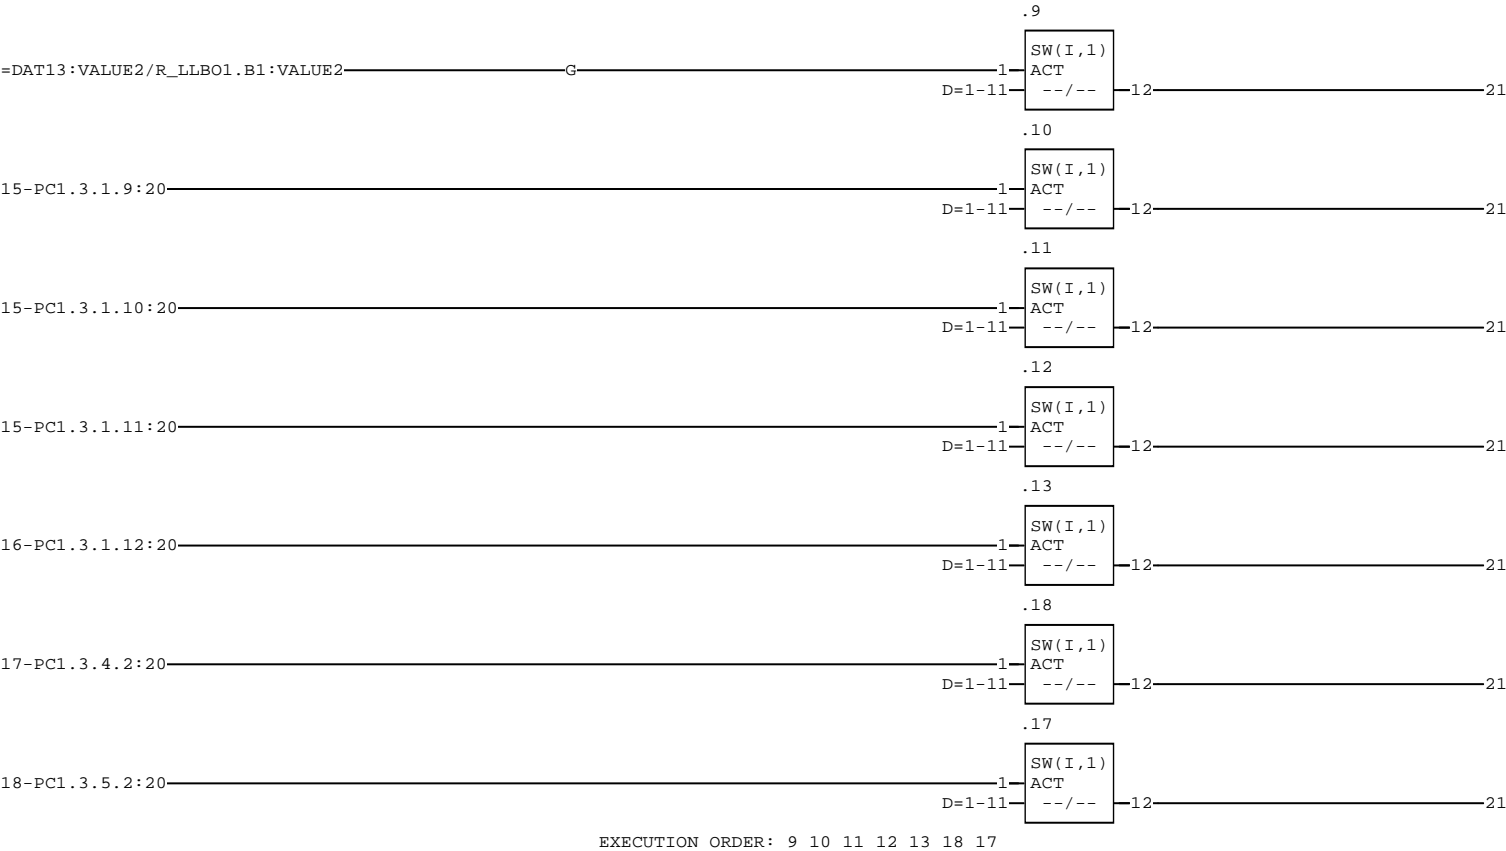 .9
SW(I,1)
=DAT13:VALUE2/R_LLBO1.B1:VALUE2 G 1 ACT
D=1-11 --/-- 12 21
.10
SW(I,1)
15-PC1.3.1.9:20 1 ACT
D=1-11 --/-- 12 21
.11
SW(I,1)
15-PC1.3.1.10:20 1 ACT
D=1-11 --/-- 12 21
.12
SW(I,1)
15-PC1.3.1.11:20 1 ACT
D=1-11 --/-- 12 21
.13
SW(I,1)
16-PC1.3.1.12:20 1 ACT
D=1-11 --/-- 12 21
.18
SW(I,1)
17-PC1.3.4.2:20 1 ACT
D=1-11 --/-- 12 21
.17
SW(I,1)
18-PC1.3.5.2:20 1 ACT
D=1-11 --/-- 12 21
EXECUTION ORDER: 9 10 11 12 13 18 17